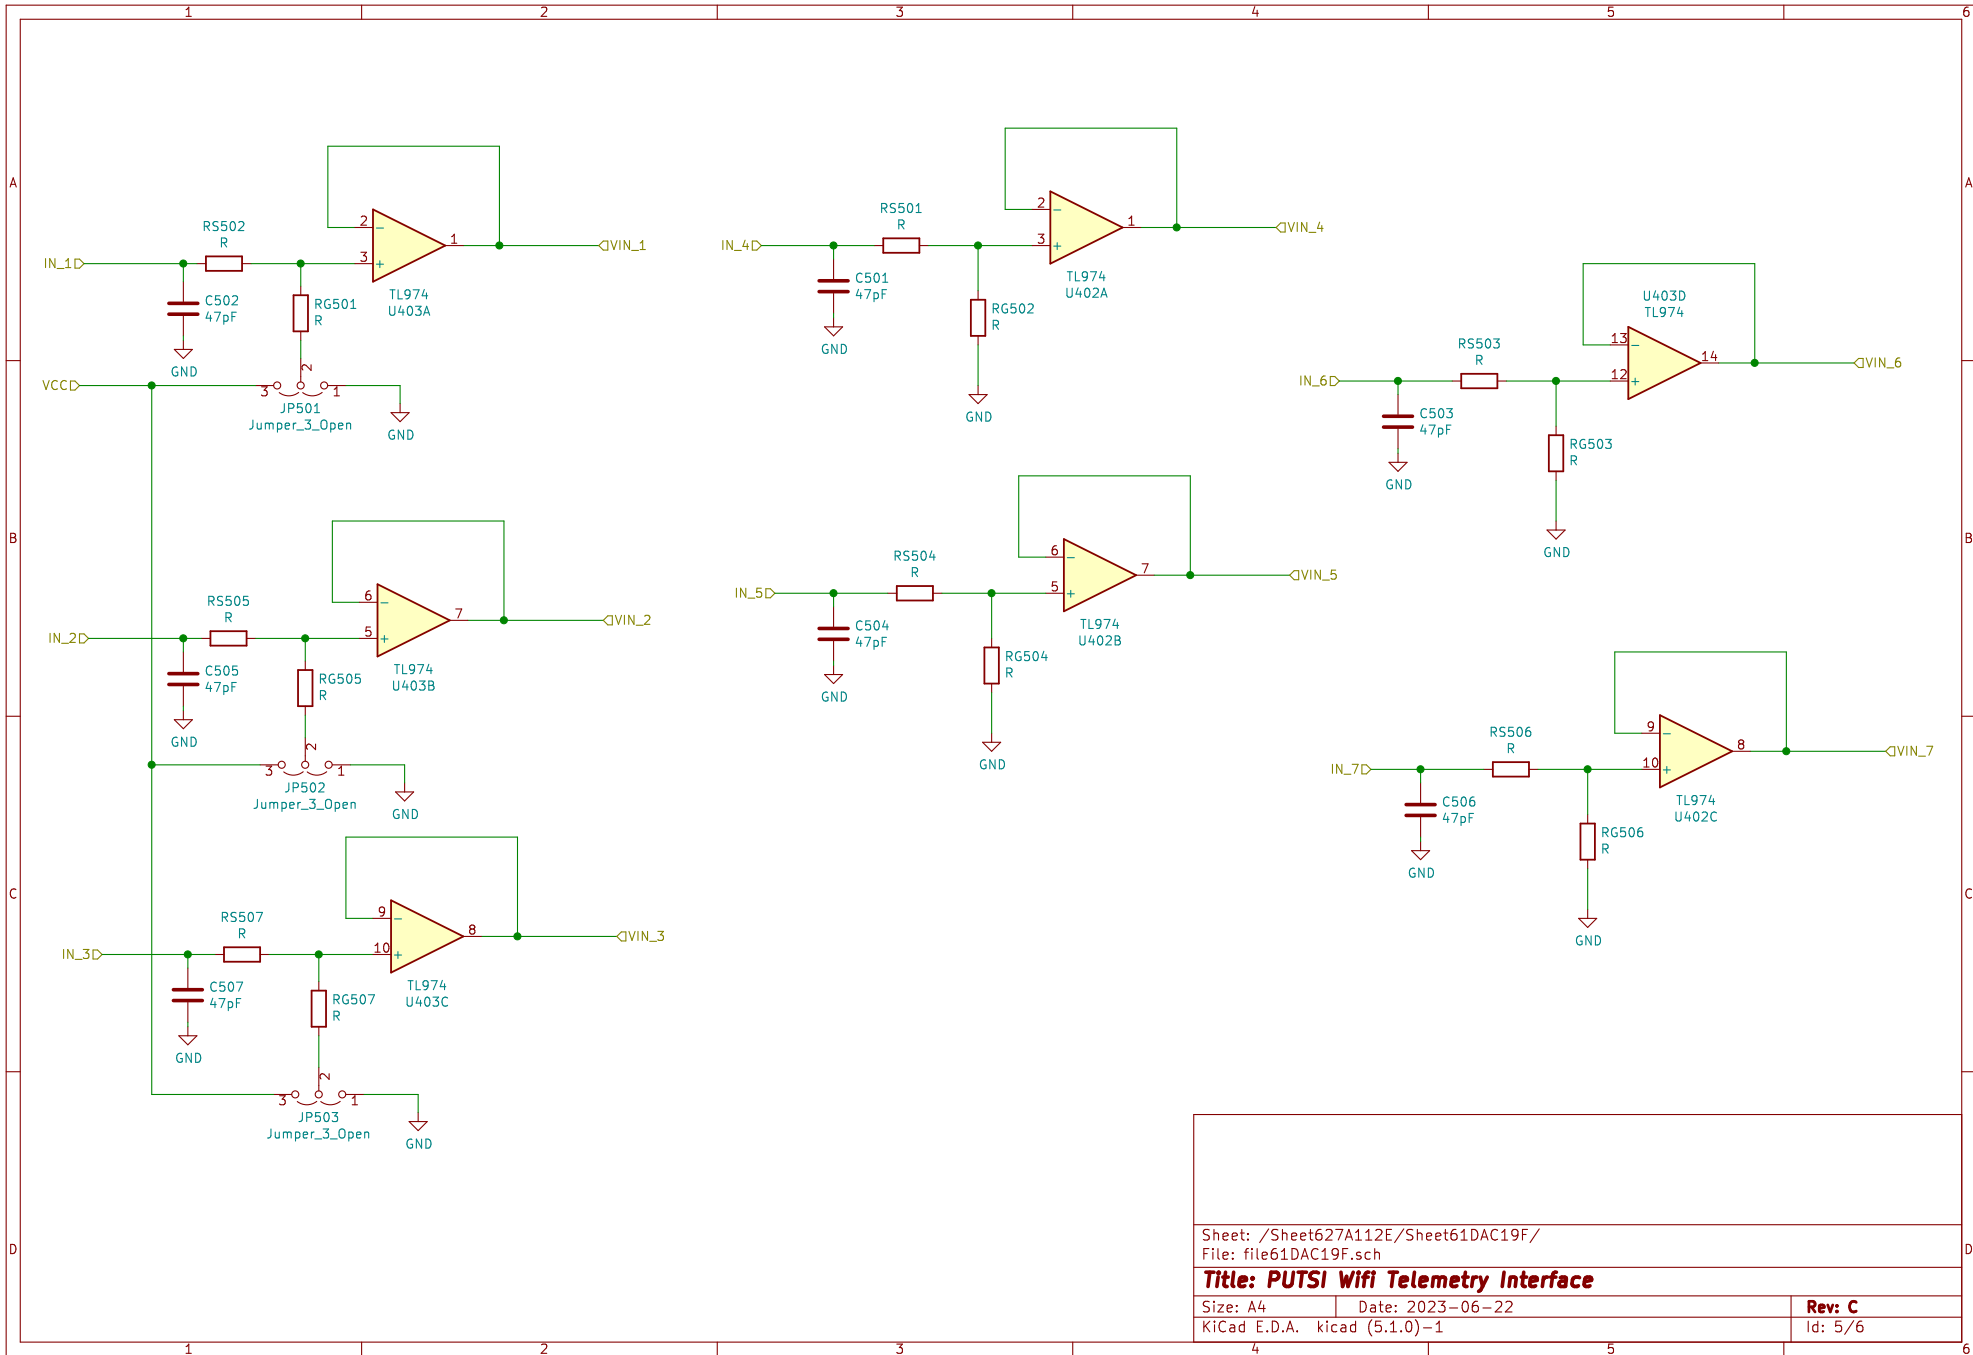 1 2 3 4 5 6
A A
B B
C C
D D
1 2 3 4 5 6
IN_1
RS502
R
C502
47pF
GND
RG501
R
2
3
1
TL974
U403A
VIN_1
VCC
3
2
1
JP501
Jumper_3_Open
GND
IN_2
RS505
R
C505
47pF
GND
RG505
R
6
5
7
TL974
U403B
VIN_2
3
2
1
JP502
Jumper_3_Open
GND
IN_3
RS507
R
C507
47pF
GND
RG507
R
9
10
8
TL974
U403C
VIN_3
3
2
1
JP503
Jumper_3_Open
GND
IN_4
RS501
R
C501
47pF
GND
RG502
R
GND
2
3
1
TL974
U402A
VIN_4
IN_5
RS504
R
C504
47pF
GND
RG504
R
GND
6
5
7
TL974
U402B
VIN_5
IN_6
RS503
R
C503
47pF
GND
RG503
R
GND
U403D
TL974
13
12
14
VIN_6
IN_7
RS506
R
C506
47pF
GND
RG506
R
GND
9
10
8
TL974
U402C
VIN_7
Sheet: /Sheet627A112E/Sheet61DAC19F/
File: file61DAC19F.sch
Title: PUTSI Wifi Telemetry Interface
Size: A4 Date: 2023-06-22 Rev: C
KiCad E.D.A. kicad (5.1.0)-1 Id: 5/6